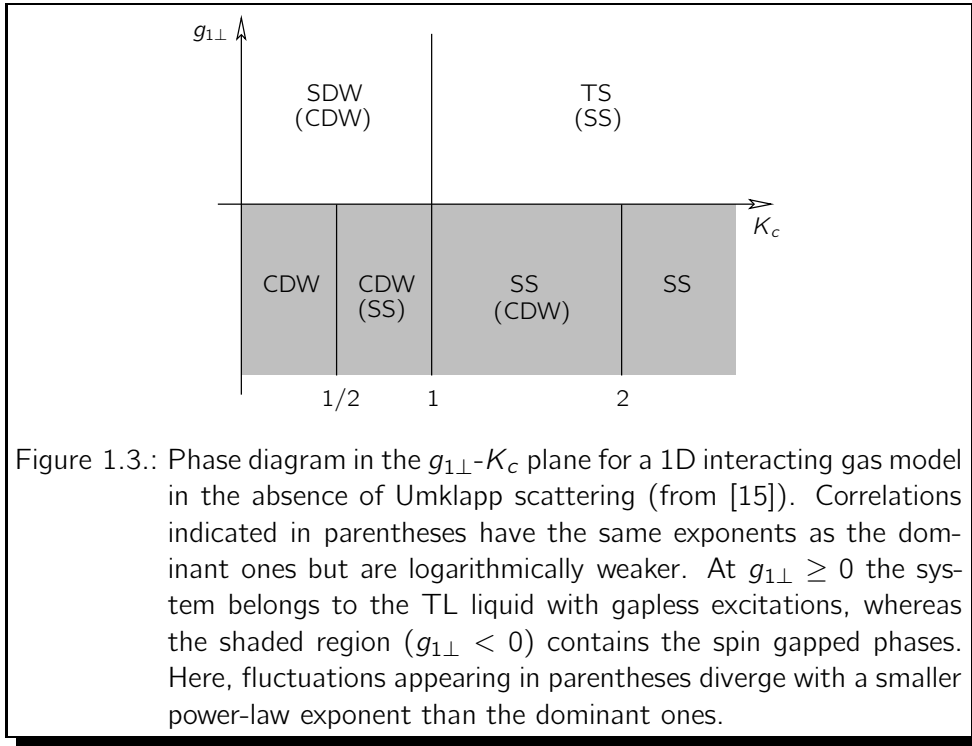 g1⊥
SDW
(CDW)
TS
(SS)
Kc
CDW
CDW
(SS)
SS
(CDW)
SS
1/2
1
2
Figure 1.3.: Phase diagram in the g1⊥-Kc plane for a 1D interacting gas model
in the absence of Umklapp scattering (from [15]). Correlations
indicated in parentheses have the same exponents as the dom-
inant ones but are logarithmically weaker. At g1⊥ ≥ 0 the sys-
tem belongs to the TL liquid with gapless excitations, whereas
the shaded region (g1⊥ < 0) contains the spin gapped phases.
Here, fluctuations appearing in parentheses diverge with a smaller
power-law exponent than the dominant ones.